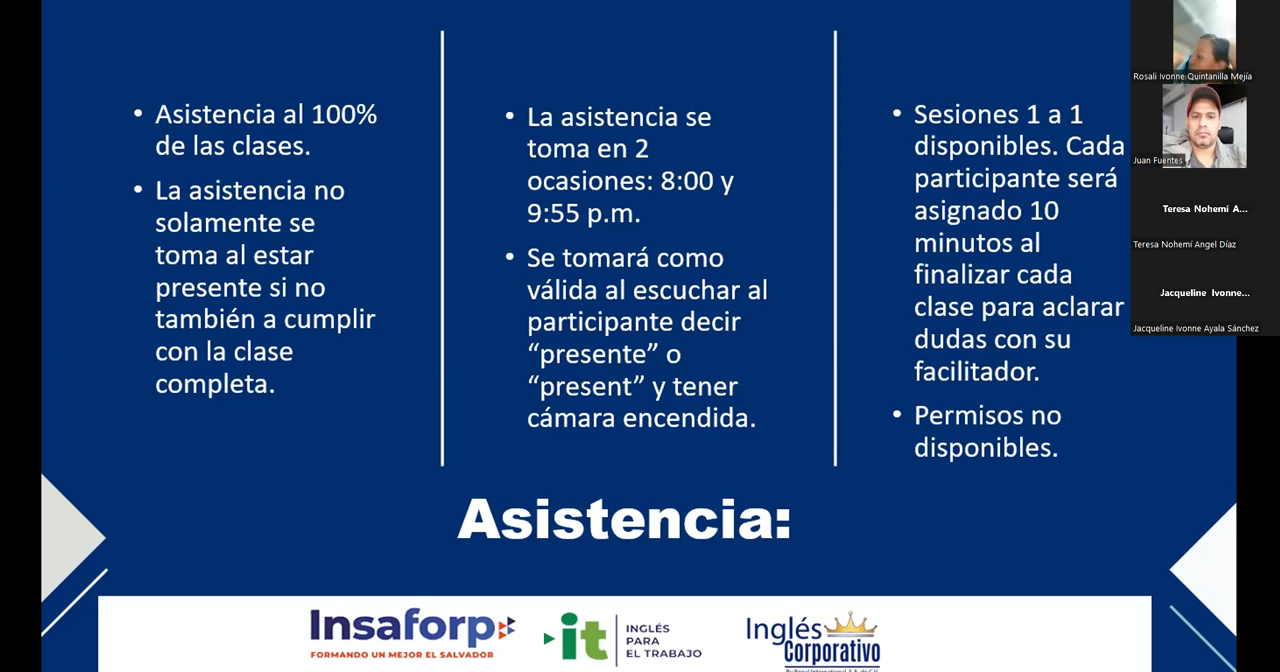 • Asistencia al 100%
de las clases.
• La asistencia no
solamente se
toma al estar
presente si no
también a cumplir
con la clase
completa.
• La asistencia se
toma en 2
ocasiones: 8:00 y
9:55 p.m.
• Se tomará como
válida al escuchar al
participante decir
“presente” o
“present” y tener
cámara encendida.
• Sesiones 1 a 1
disponibles. Cada
participante será
asignado 10
minutos al
finalizar cada
clase para aclarar
dudas con su
facilitador.
• Permisos no
disponibles.
Asistencia:
Insaforp
FORMANDO UN MEJOR EL SALVADOR
it
INGLÉS
PARA
EL TRABAJO
Inglés
Corporativo
Rosali Ivonne Quintanilla Mejía
Juan Fuentes
Teresa Nohemí A...
Teresa Nohemí Angel Díaz
Jacqueline Ivonne...
Jacqueline Ivonne Ayala Sánchez